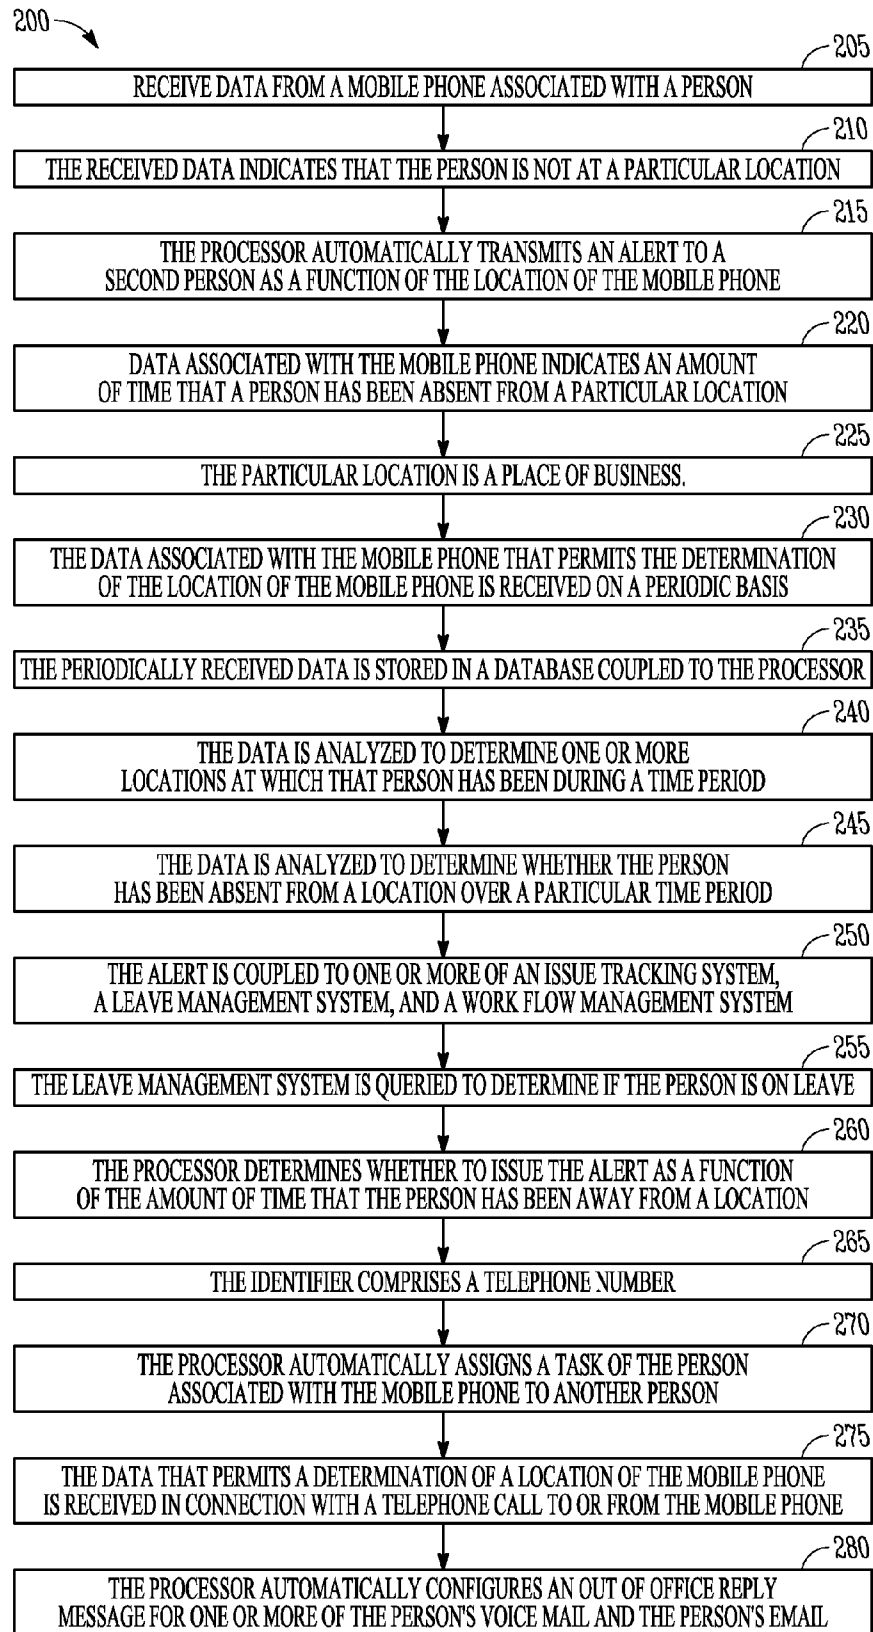 200
205
RECEIVE DATA FROM A MOBILE PHONE ASSOCIATED WITH A PERSON
210
THE RECEIVED DATA INDICATES THAT THE PERSON IS NOT AT A PARTICULAR LOCATION
215
THE PROCESSOR AUTOMATICALLY TRANSMITS AN ALERT TO A
SECOND PERSON AS A FUNCTION OF THE LOCATION OF THE MOBILE PHONE
220
DATA ASSOCIATED WITH THE MOBILE PHONE INDICATES AN AMOUNT
OF TIME THAT A PERSON HAS BEEN ABSENT FROM A PARTICULAR LOCATION
225
THE PARTICULAR LOCATION IS A PLACE OF BUSINESS.
230
THE DATA ASSOCIATED WITH THE MOBILE PHONE THAT PERMITS THE DETERMINATION
OF THE LOCATION OF THE MOBILE PHONE IS RECEIVED ON A PERIODIC BASIS
235
THE PERIODICALLY RECEIVED DATA IS STORED IN A DATABASE COUPLED TO THE PROCESSOR
240
THE DATA IS ANALYZED TO DETERMINE ONE OR MORE
LOCATIONS AT WHICH THAT PERSON HAS BEEN DURING A TIME PERIOD
245
THE DATA IS ANALYZED TO DETERMINE WHETHER THE PERSON
HAS BEEN ABSENT FROM A LOCATION OVER A PARTICULAR TIME PERIOD
250
THE ALERT IS COUPLED TO ONE OR MORE OF AN ISSUE TRACKING SYSTEM,
A LEAVE MANAGEMENT SYSTEM, AND A WORK FLOW MANAGEMENT SYSTEM
255
THE LEAVE MANAGEMENT SYSTEM IS QUERIED TO DETERMINE IF THE PERSON IS ON LEAVE
260
THE PROCESSOR DETERMINES WHETHER TO ISSUE THE ALERT AS A FUNCTION
OF THE AMOUNT OF TIME THAT THE PERSON HAS BEEN AWAY FROM A LOCATION
265
THE IDENTIFIER COMPRISES A TELEPHONE NUMBER
270
THE PROCESSOR AUTOMATICALLY ASSIGNS A TASK OF THE PERSON
ASSOCIATED WITH THE MOBILE PHONE TO ANOTHER PERSON
275
THE DATA THAT PERMITS A DETERMINATION OF A LOCATION OF THE MOBILE PHONE
IS RECEIVED IN CONNECTION WITH A TELEPHONE CALL TO OR FROM THE MOBILE PHONE
280
THE PROCESSOR AUTOMATICALLY CONFIGURES AN OUT OF OFFICE REPLY
MESSAGE FOR ONE OR MORE OF THE PERSON'S VOICE MAIL AND THE PERSON'S EMAIL